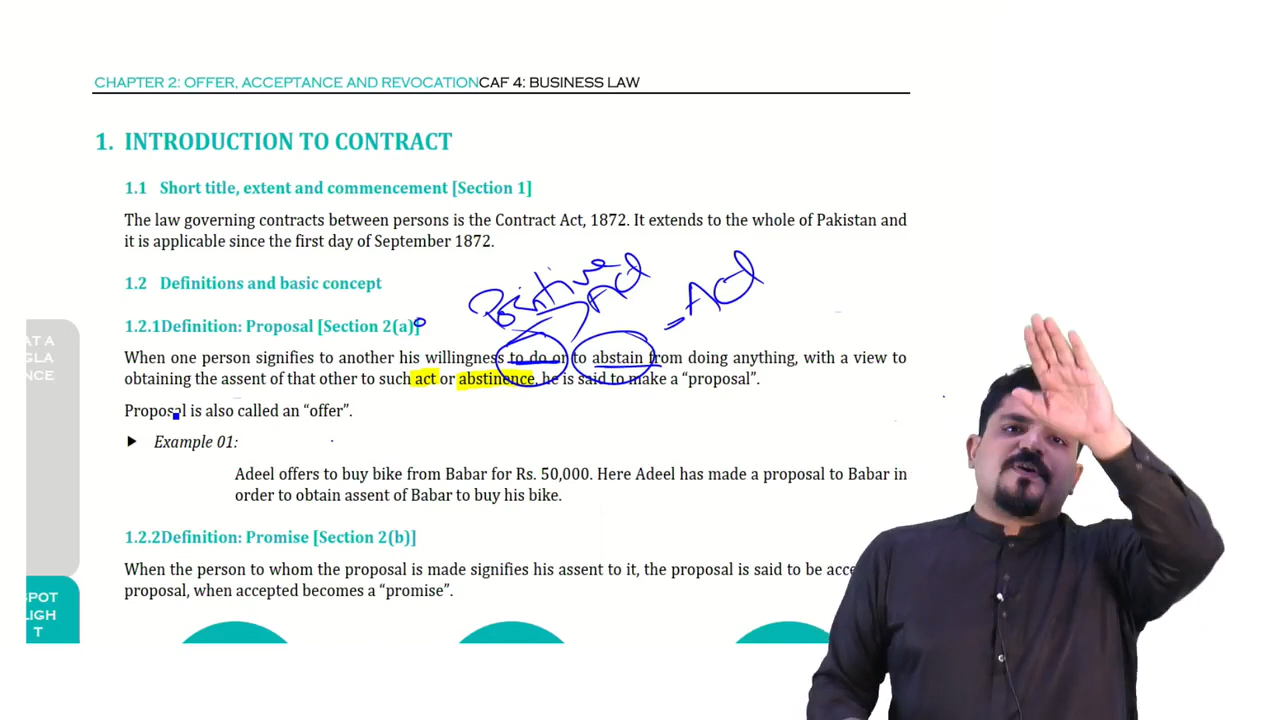 CHAPTER 2: OFFER, ACCEPTANCE AND REVOCATIONCAF 4: BUSINESS LAW
1. INTRODUCTION TO CONTRACT
1.1 Short title, extent and commencement [Section 1]
The law governing contracts between persons is the Contract Act, 1872. It extends to the whole of Pakistan and
it is applicable since the first day of September 1872.
1.2 Definitions and basic concept
Positive Act
- Act
1.2.1Definition: Proposal [Section 2(a)]
When one person signifies to another his willingness to do or to abstain from doing anything, with a view to
obtaining the assent of that other to such act or abstinence, he is said to make a “proposal”.
Proposal is also called an “offer”.
Example 01:
Adeel offers to buy bike from Babar for Rs. 50,000. Here Adeel has made a proposal to Babar in
order to obtain assent of Babar to buy his bike.
1.2.2Definition: Promise [Section 2(b)]
When the person to whom the proposal is made signifies his assent to it, the proposal is said to be
proposal, when accepted becomes a “promise”.
AT A
GLA
NCE
SPOT
LIGH
T